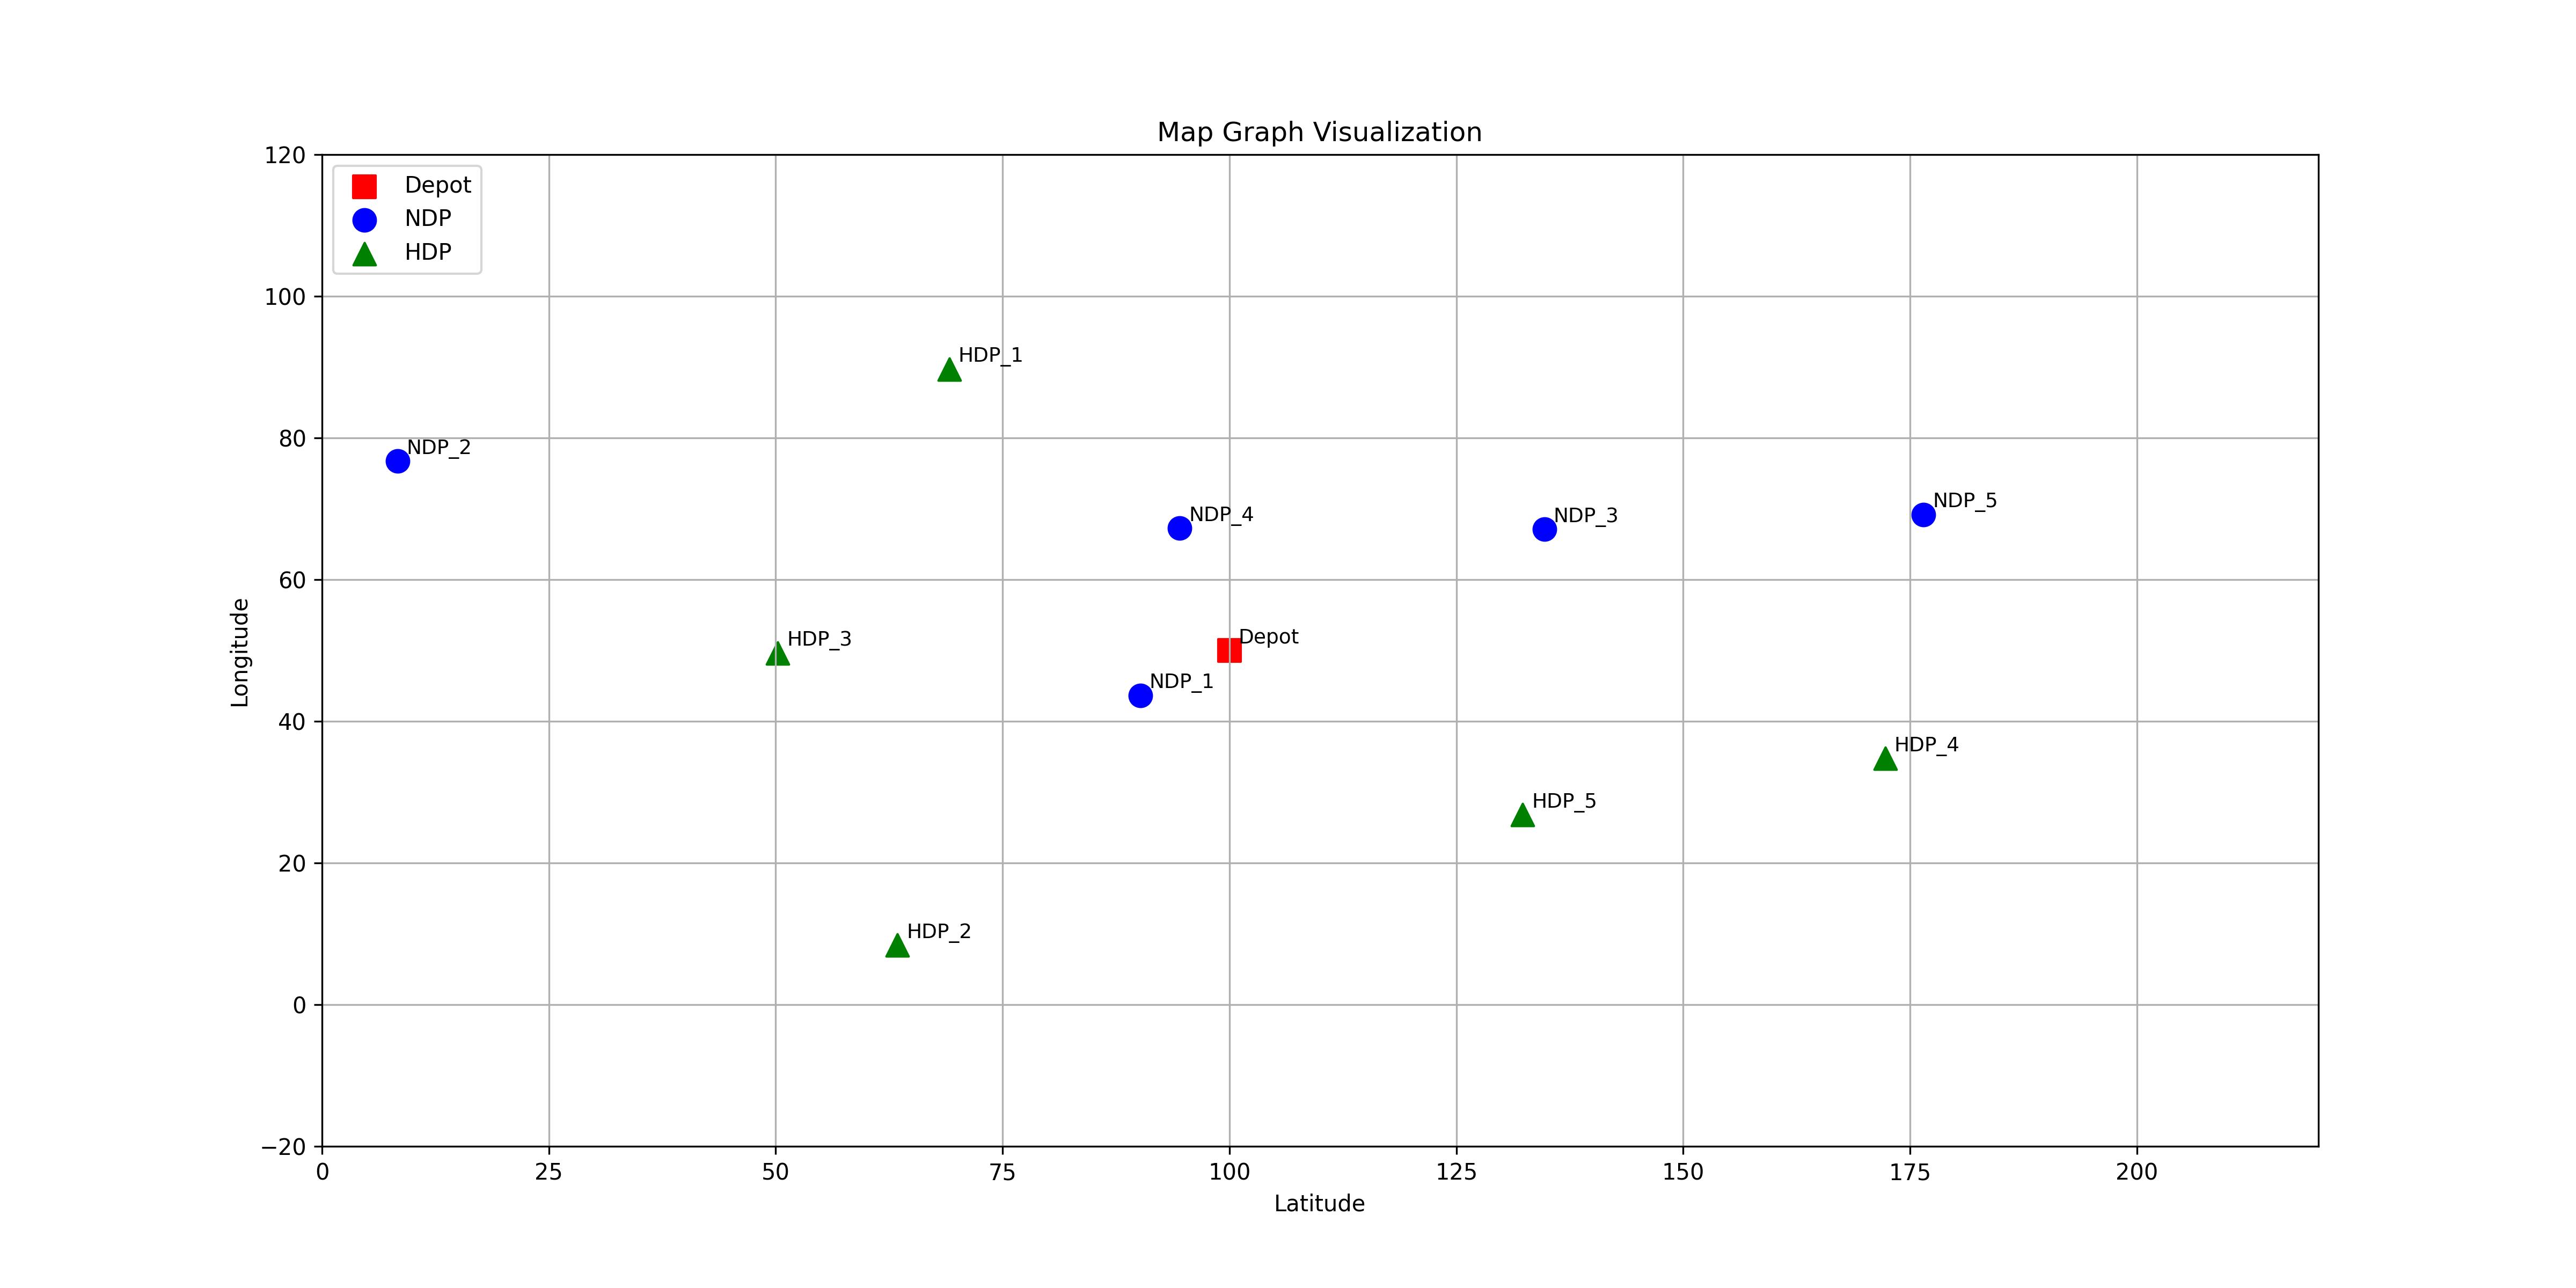 Map Graph Visualization
120
100
80
60
40
20
0
−20
Longitude
Depot
NDP
HDP
HDP_1
NDP_2
NDP_5
NDP_4
NDP_3
Depot
HDP_3
NDP_1
HDP_4
HDP_5
HDP_2
0 25 50 75 100 125 150 175 200
Latitude